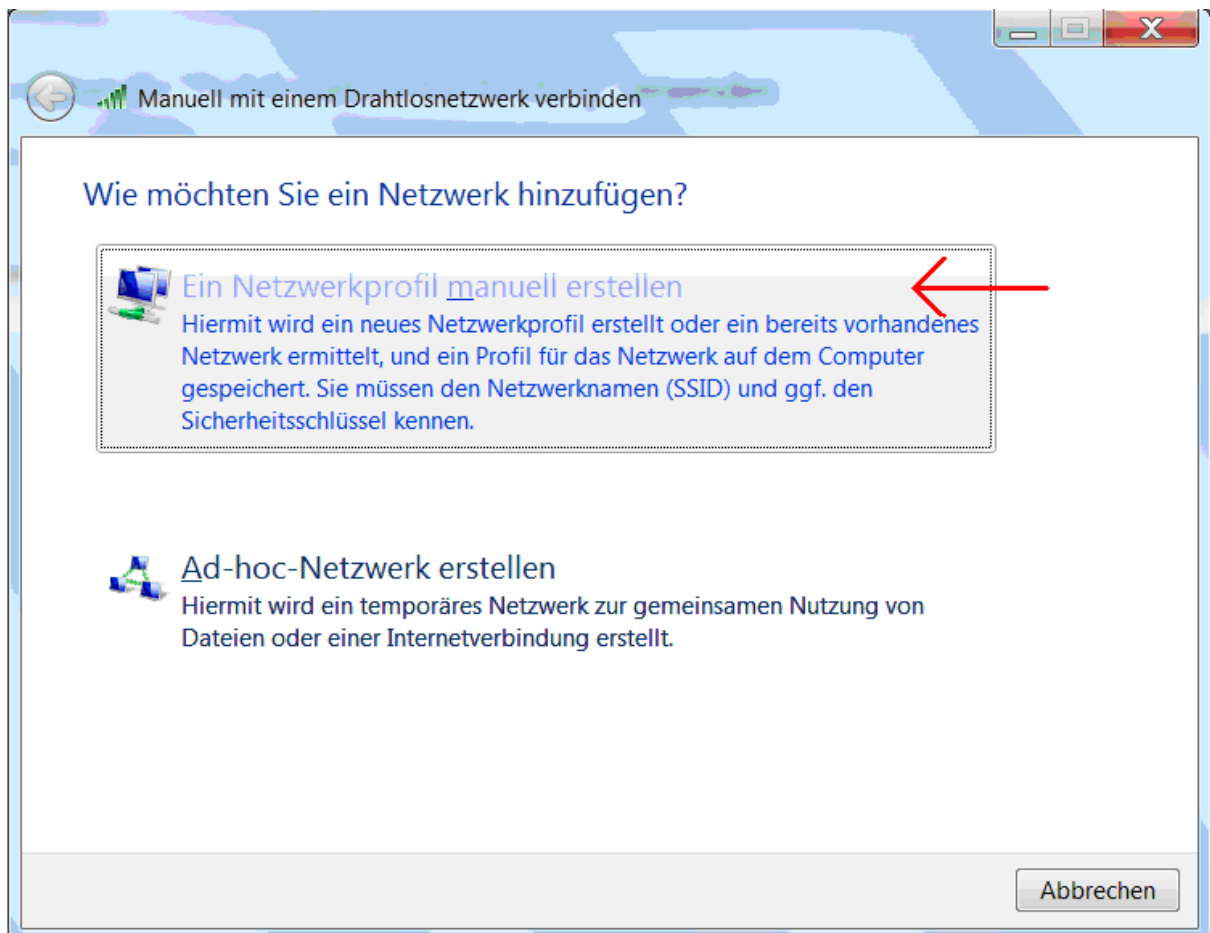 Manuell mit einem Drahtlosnetzwerk verbinden
Wie möchten Sie ein Netzwerk hinzufügen?
Ein Netzwerkprofil manuell erstellen
Hiermit wird ein neues Netzwerkprofil erstellt oder ein bereits vorhandenes
Netzwerk ermittelt, und ein Profil für das Netzwerk auf dem Computer
gespeichert. Sie müssen den Netzwerknamen (SSID) und ggf. den
Sicherheitsschlüssel kennen.
Ad-hoc-Netzwerk erstellen
Hiermit wird ein temporäres Netzwerk zur gemeinsamen Nutzung von
Dateien oder einer Internetverbindung erstellt.
Abbrechen